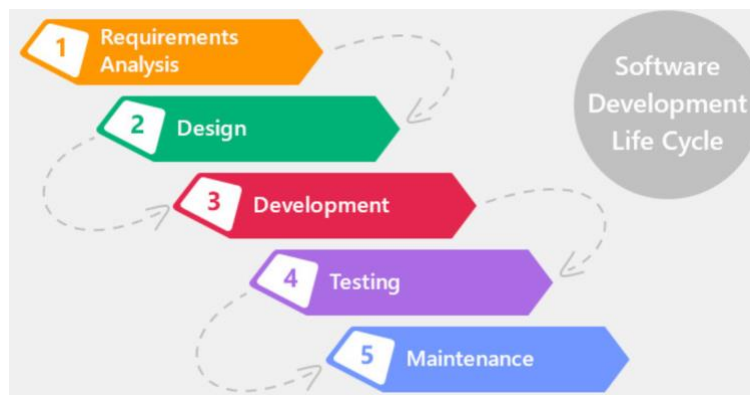 1
Requirements
Analysis
2
Design
3
Development
4
Testing
5
Maintenance
Software
Development
Life Cycle